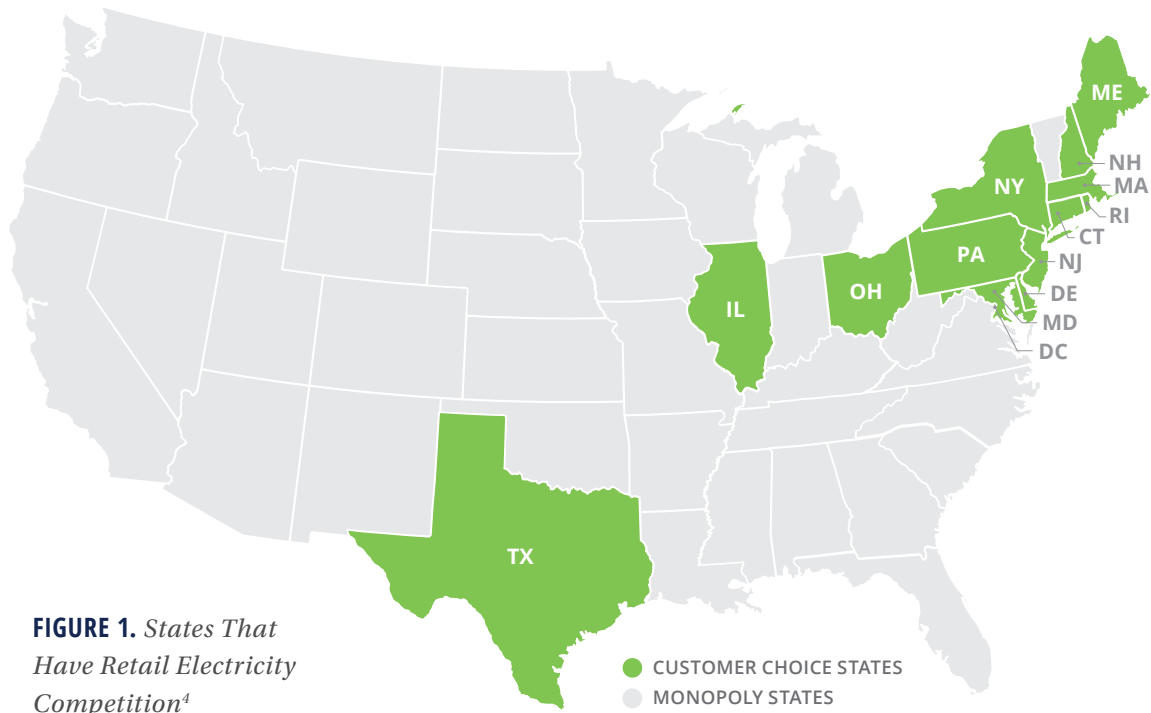 ME
NH
NY
MA
RI
CT
PA
NJ
OH
DE
IL
MD
DC
TX
FIGURE 1. States That
Have Retail Electricity
Competition⁴
CUSTOMER CHOICE STATES
MONOPOLY STATES